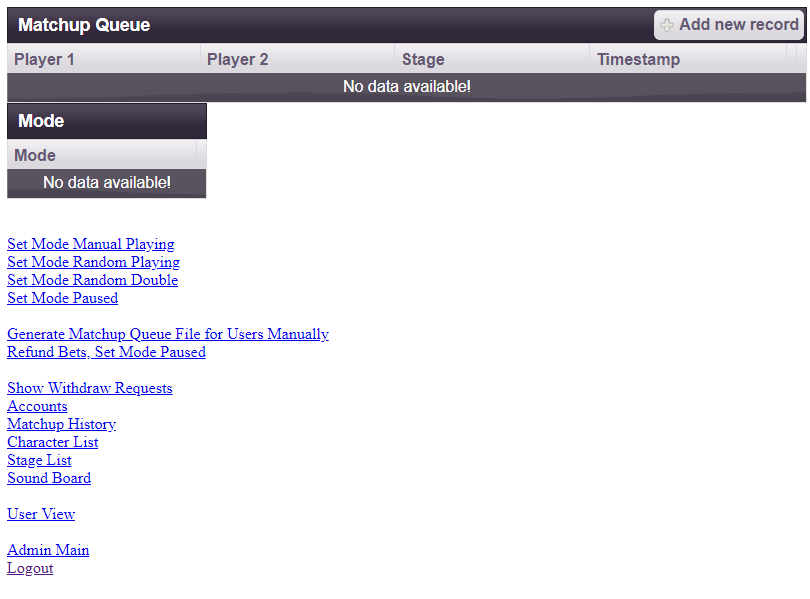 Matchup Queue Add new record
Player 1 Player 2 Stage Timestamp
No data available!
Mode
Mode
No data available!
Set Mode Manual Playing
Set Mode Random Playing
Set Mode Random Double
Set Mode Paused
Generate Matchup Queue File for Users Manually
Refund Bets, Set Mode Paused
Show Withdraw Requests
Accounts
Matchup History
Character List
Stage List
Sound Board
User View
Admin Main
Logout